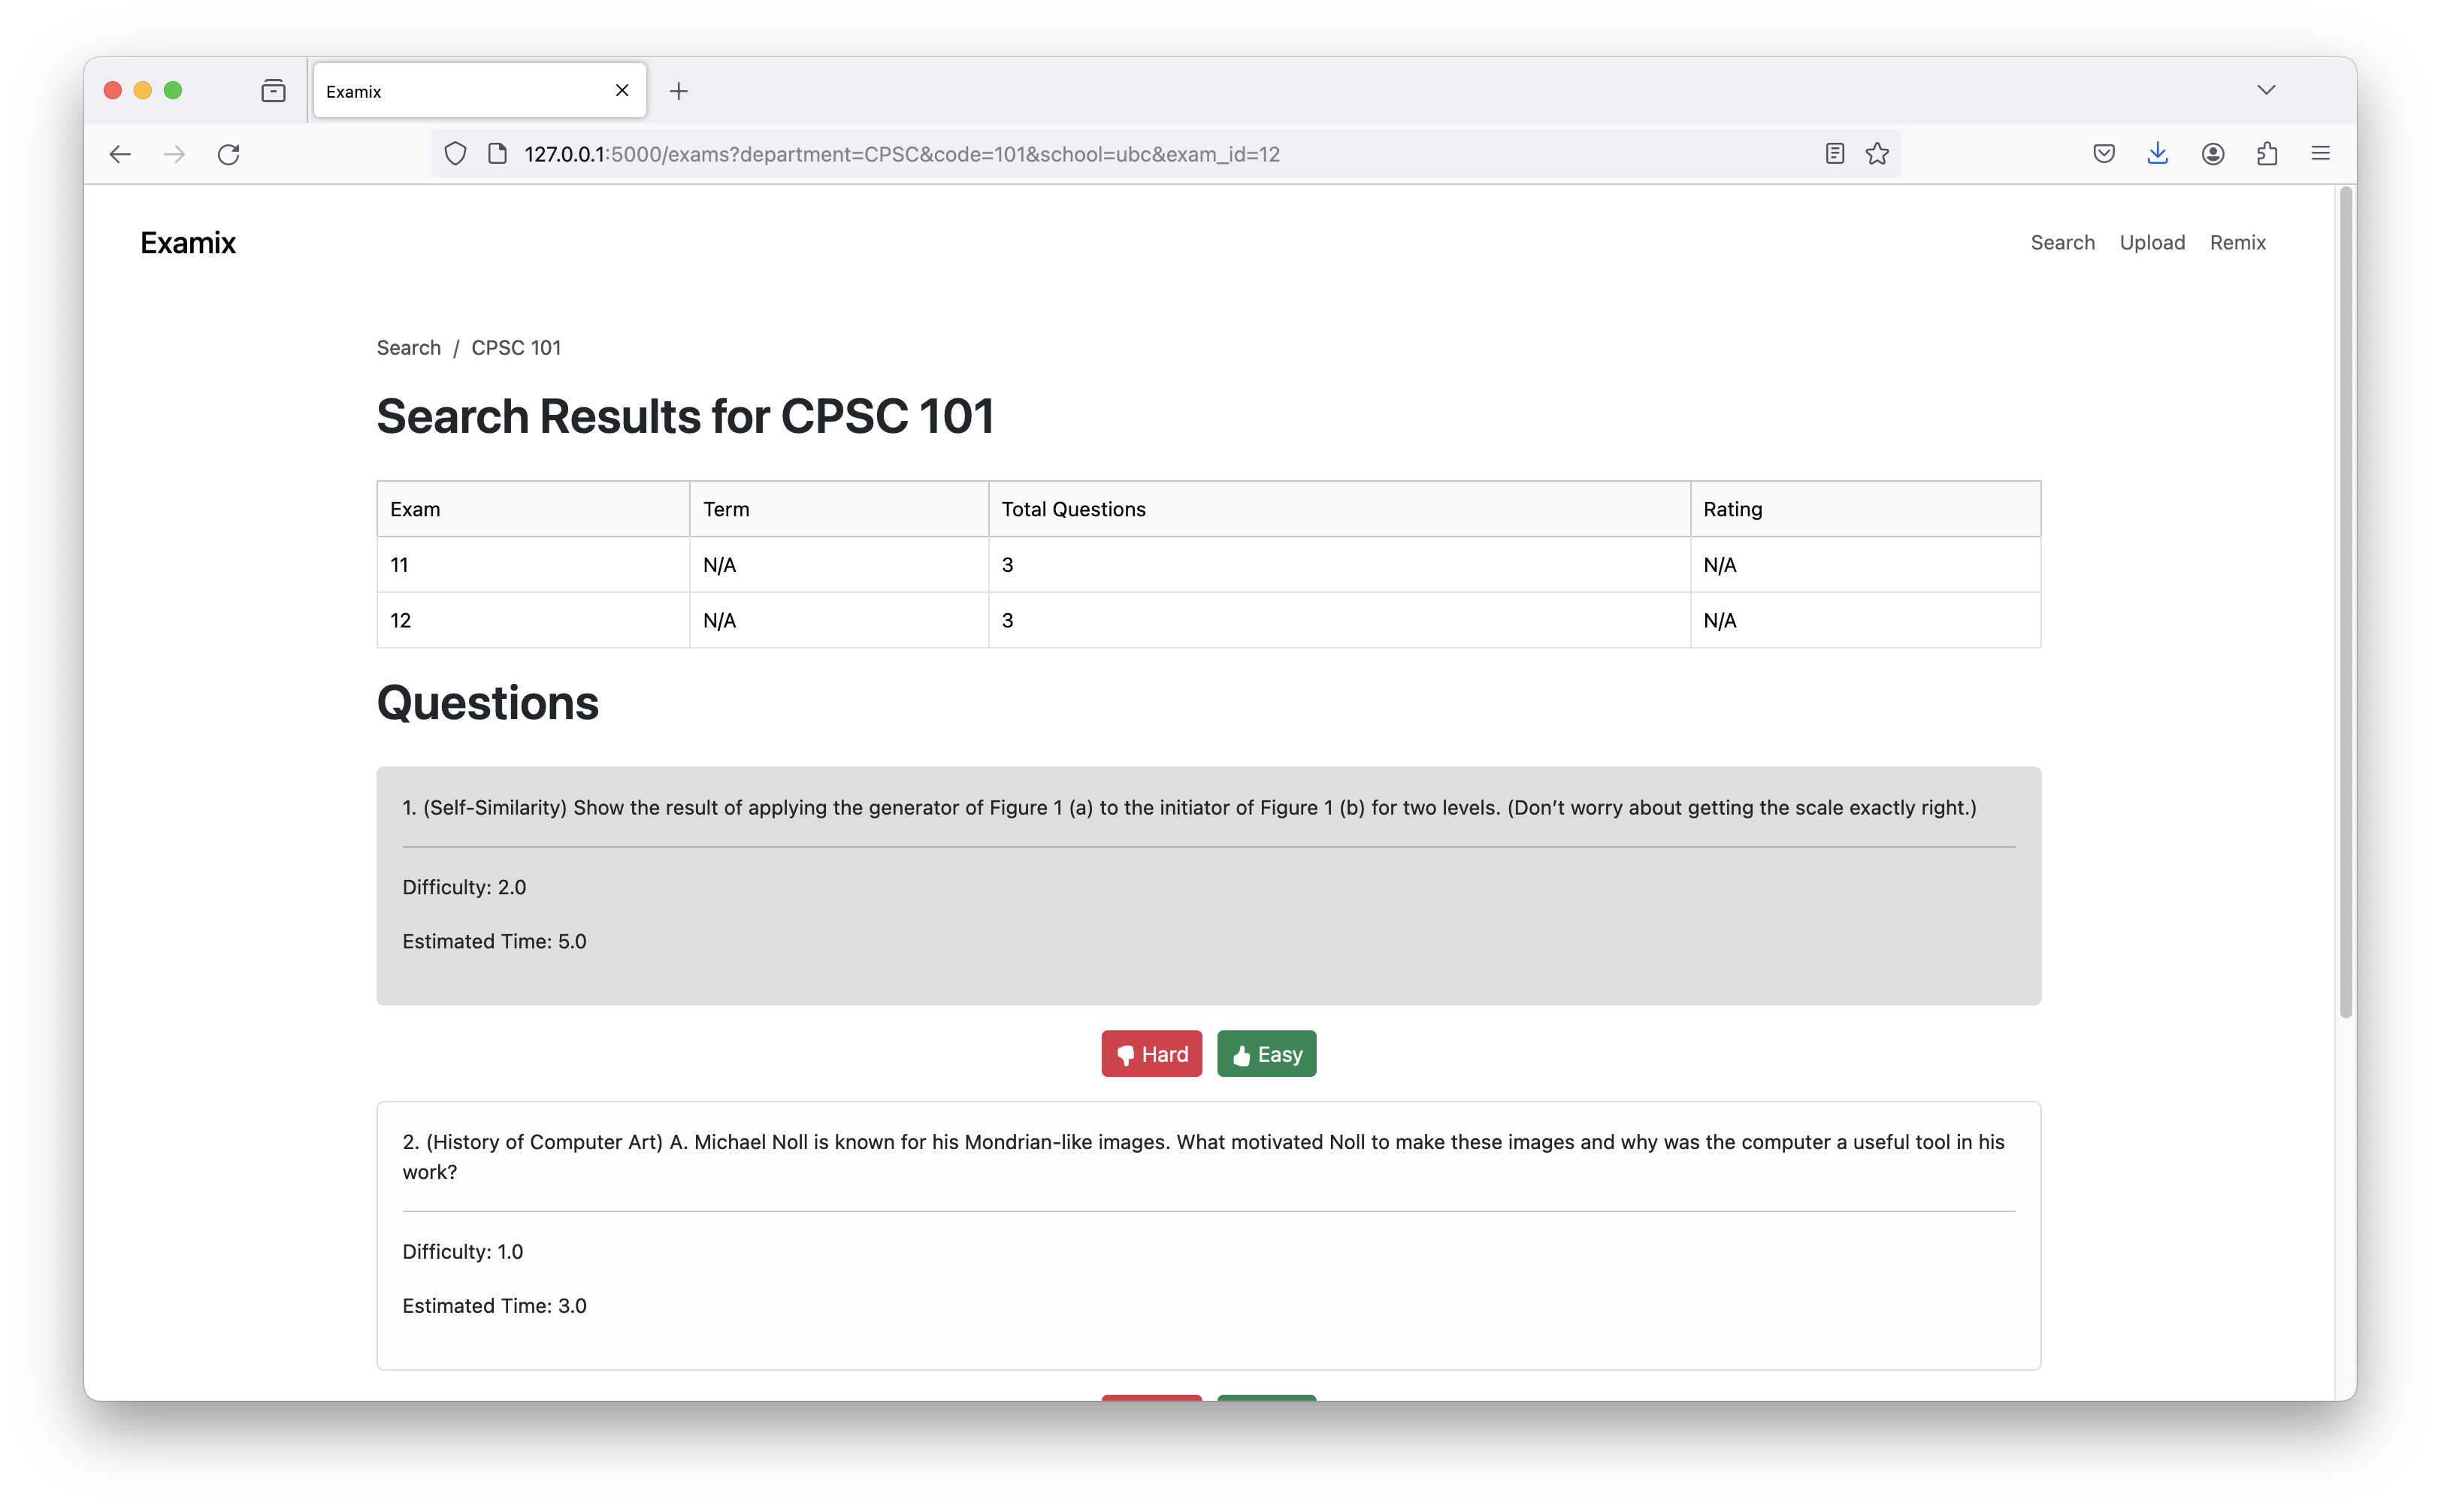 Examix
127.0.0.1:5000/exams?department=CPSC&code=101&school=ubc&exam_id=12
Examix
Search Upload Remix
Search / CPSC 101
Search Results for CPSC 101
Exam Term Total Questions Rating
11 N/A 3 N/A
12 N/A 3 N/A
Questions
1. (Self-Similarity) Show the result of applying the generator of Figure 1 (a) to the initiator of Figure 1 (b) for two levels. (Don't worry about getting the scale exactly right.)
Difficulty: 2.0
Estimated Time: 5.0
Hard Easy
2. (History of Computer Art) A. Michael Noll is known for his Mondrian-like images. What motivated Noll to make these images and why was the computer a useful tool in his
work?
Difficulty: 1.0
Estimated Time: 3.0